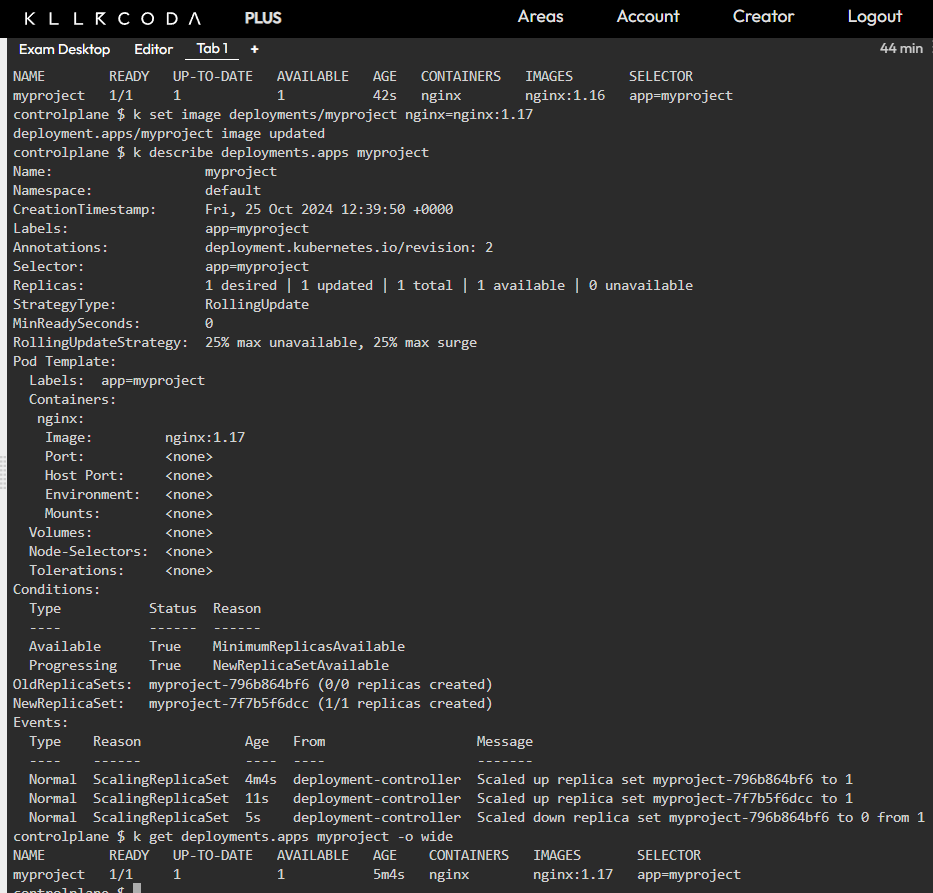 KLLRCODA PLUS Areas Account Creator Logout
Exam Desktop Editor Tab 1 + 44 min
NAME READY UP-TO-DATE AVAILABLE AGE CONTAINERS IMAGES SELECTOR
myproject 1/1 1 1 42s nginx nginx:1.16 app=myproject
controlplane $ k set image deployments/myproject nginx=nginx:1.17
deployment.apps/myproject image updated
controlplane $ k describe deployments.apps myproject
Name: myproject
Namespace: default
CreationTimestamp: Fri, 25 Oct 2024 12:39:50 +0000
Labels: app=myproject
Annotations: deployment.kubernetes.io/revision: 2
Selector: app=myproject
Replicas: 1 desired | 1 updated | 1 total | 1 available | 0 unavailable
StrategyType: RollingUpdate
MinReadySeconds: 0
RollingUpdateStrategy: 25% max unavailable, 25% max surge
Pod Template:
Labels: app=myproject
Containers:
nginx:
Image: nginx:1.17
Port: <none>
Host Port: <none>
Environment: <none>
Mounts: <none>
Volumes: <none>
Node-Selectors: <none>
Tolerations: <none>
Conditions:
Type Status Reason
---- ------ ------
Available True MinimumReplicasAvailable
Progressing True NewReplicaSetAvailable
OldReplicaSets: myproject-796b864bf6 (0/0 replicas created)
NewReplicaSet: myproject-7f7b5f6dcc (1/1 replicas created)
Events:
Type Reason Age From Message
---- ------ ---- ---- -------
Normal ScalingReplicaSet 4m4s deployment-controller Scaled up replica set myproject-796b864bf6 to 1
Normal ScalingReplicaSet 11s deployment-controller Scaled up replica set myproject-7f7b5f6dcc to 1
Normal ScalingReplicaSet 5s deployment-controller Scaled down replica set myproject-796b864bf6 to 0 from 1
controlplane $ k get deployments.apps myproject -o wide
NAME READY UP-TO-DATE AVAILABLE AGE CONTAINERS IMAGES SELECTOR
myproject 1/1 1 1 5m4s nginx nginx:1.17 app=myproject
controlplane $